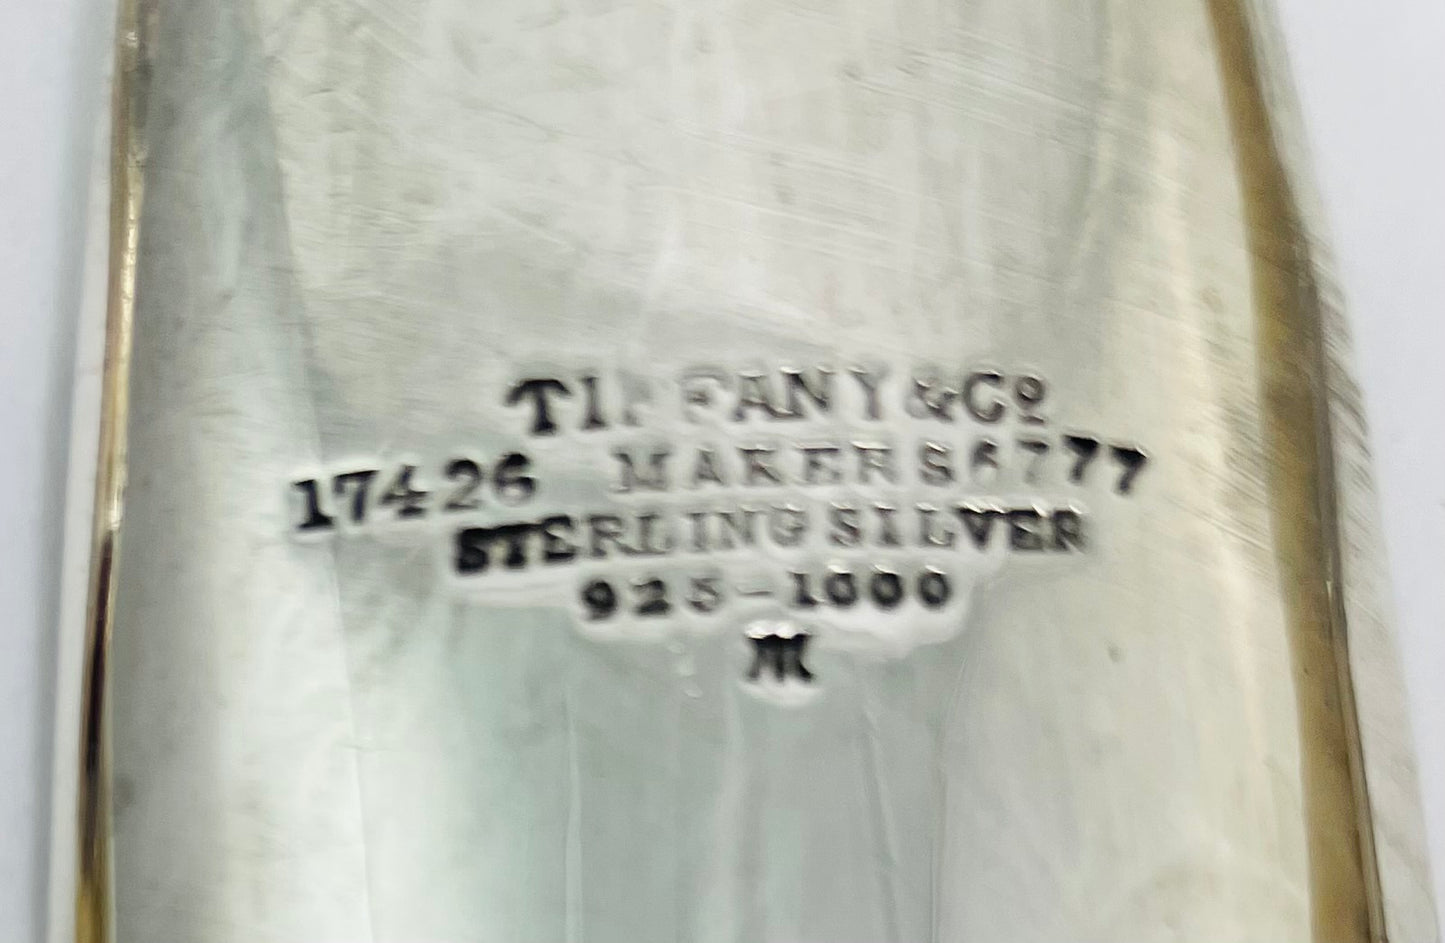 TIFFANY & Co
17426 MAKERS 6777
STERLING SILVER
925-1000
M